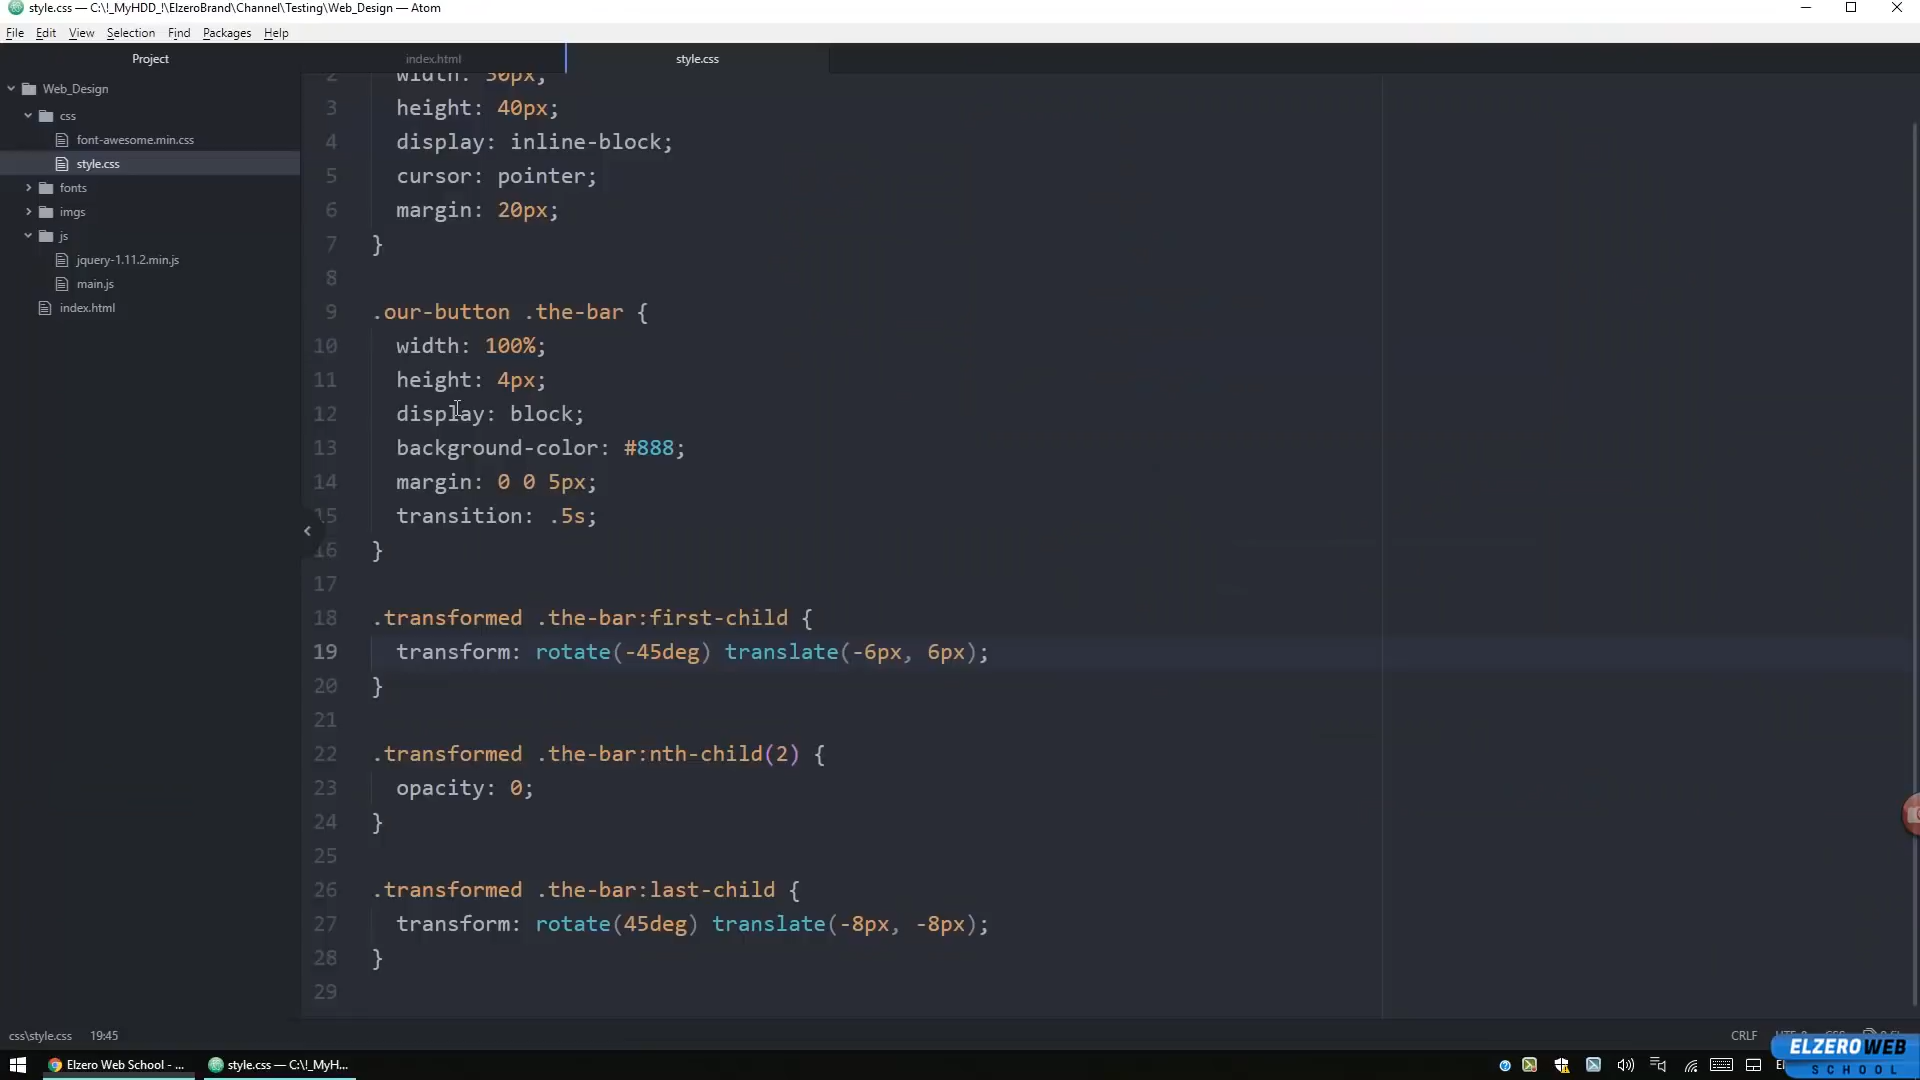 style.css — C:\!_MyHDD_!\ElzeroBrand\Channel\Testing\Web_Design — Atom
File Edit View Selection Find Packages Help
Project
index.html
style.css
Web_Design
css
font-awesome.min.css
style.css
fonts
imgs
js
jquery-1.11.2.min.js
main.js
index.html
2 width:
3 height: 40px;
4 display: inline-block;
5 cursor: pointer;
6 margin: 20px;
7 }
8
9 .our-button .the-bar {
10 width: 100%;
11 height: 4px;
12 display: block;
13 background-color: #888;
14 margin: 0 0 5px;
15 transition: .5s;
16 }
17
18 .transformed .the-bar:first-child {
19 transform: rotate(-45deg) translate(-6px, 6px);
20 }
21
22 .transformed .the-bar:nth-child(2) {
23 opacity: 0;
24 }
25
26 .transformed .the-bar:last-child {
27 transform: rotate(45deg) translate(-8px, -8px);
28 }
29
css\style.css 19:45
CRLF
Elzero Web School - ...
style.css — C:\!_MyH...
ELZEROWEB
SCHOOL